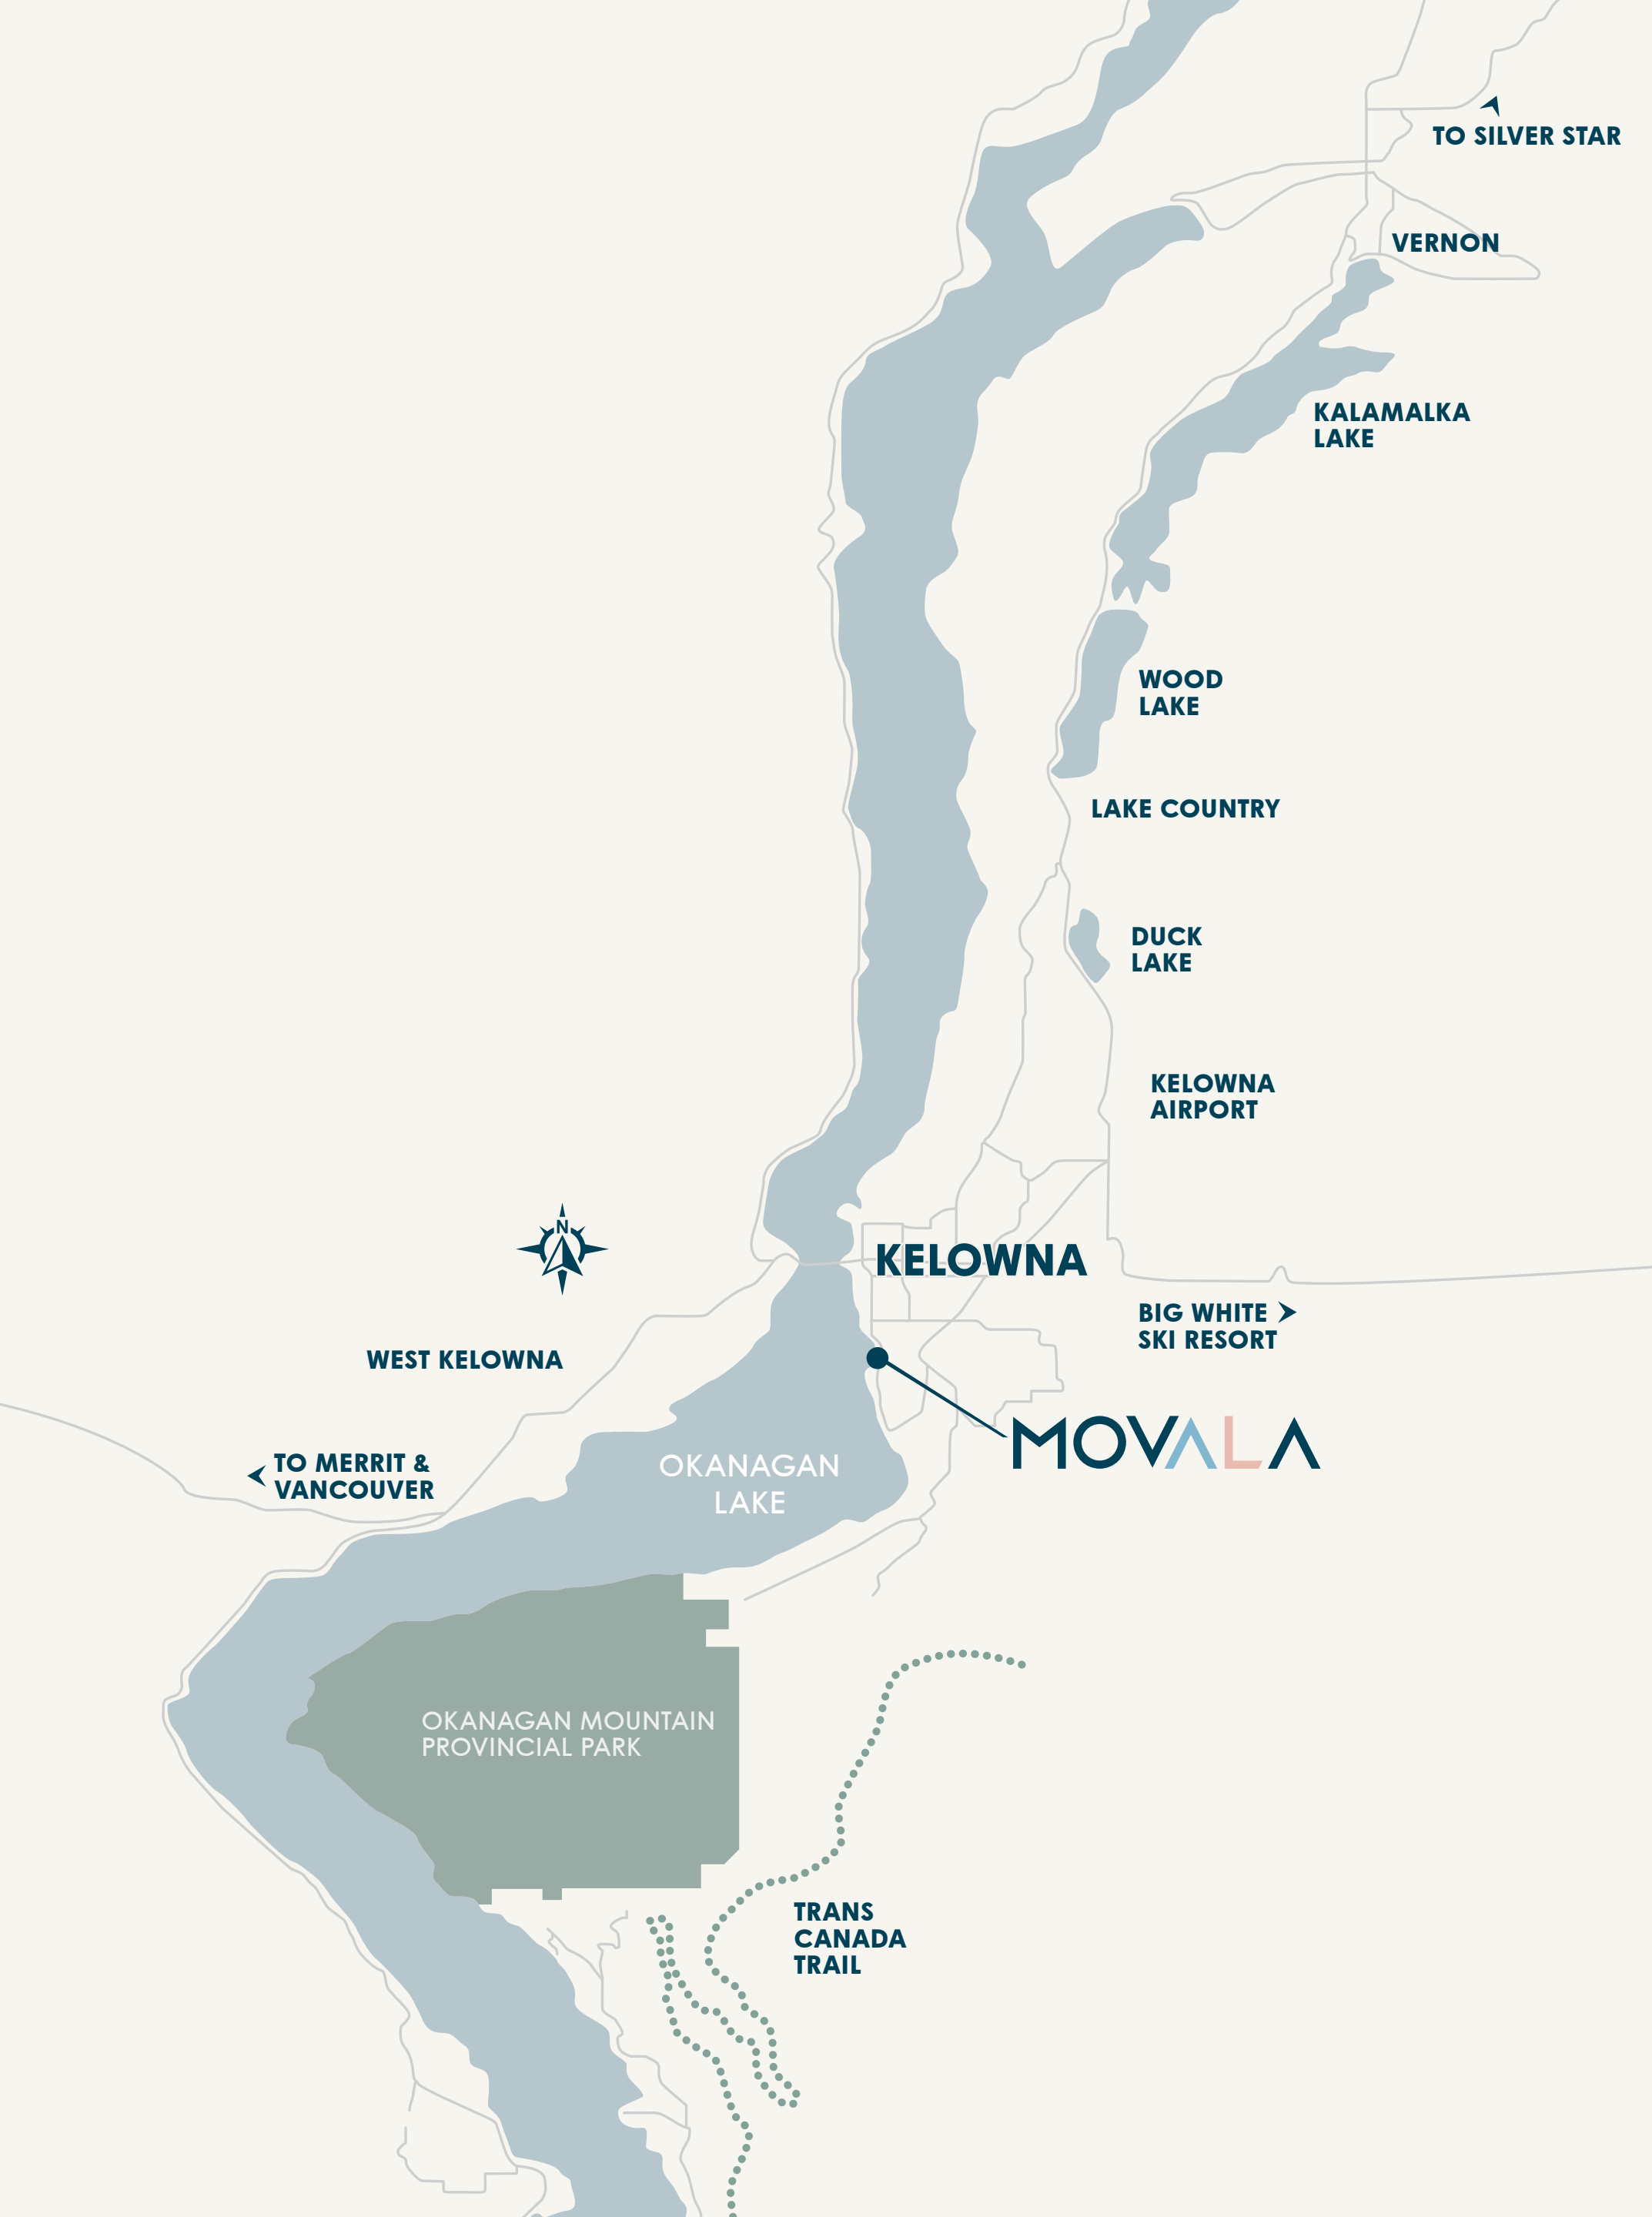 TO SILVER STAR
VERNON
KALAMALKA
LAKE
WOOD
LAKE
LAKE COUNTRY
DUCK
LAKE
KELOWNA
AIRPORT
N
KELOWNA
BIG WHITE
SKI RESORT
WEST KELOWNA
MOVALA
TO MERRIT &
VANCOUVER
OKANAGAN
LAKE
OKANAGAN MOUNTAIN
PROVINCIAL PARK
TRANS
CANADA
TRAIL